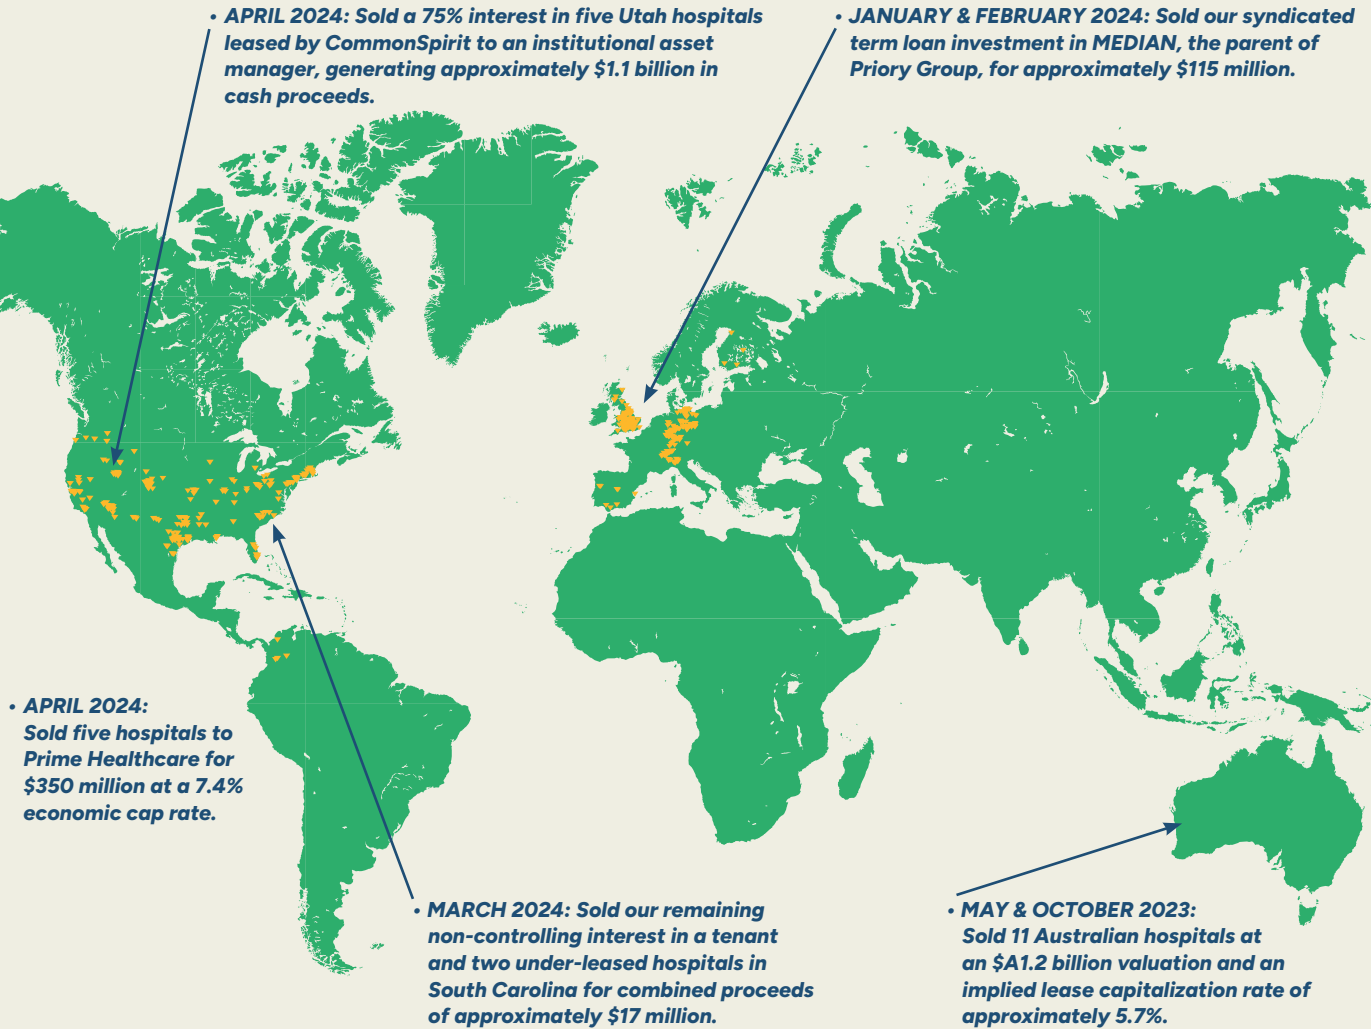 • APRIL 2024: Sold a 75% interest in five Utah hospitals
leased by CommonSpirit to an institutional asset
manager, generating approximately $1.1 billion in
cash proceeds.
• JANUARY & FEBRUARY 2024: Sold our syndicated
term loan investment in MEDIAN, the parent of
Priory Group, for approximately $115 million.
• APRIL 2024:
Sold five hospitals to
Prime Healthcare for
$350 million at a 7.4%
economic cap rate.
• MARCH 2024: Sold our remaining
non-controlling interest in a tenant
and two under-leased hospitals in
South Carolina for combined proceeds
of approximately $17 million.
• MAY & OCTOBER 2023:
Sold 11 Australian hospitals at
an $A1.2 billion valuation and an
implied lease capitalization rate of
approximately 5.7%.